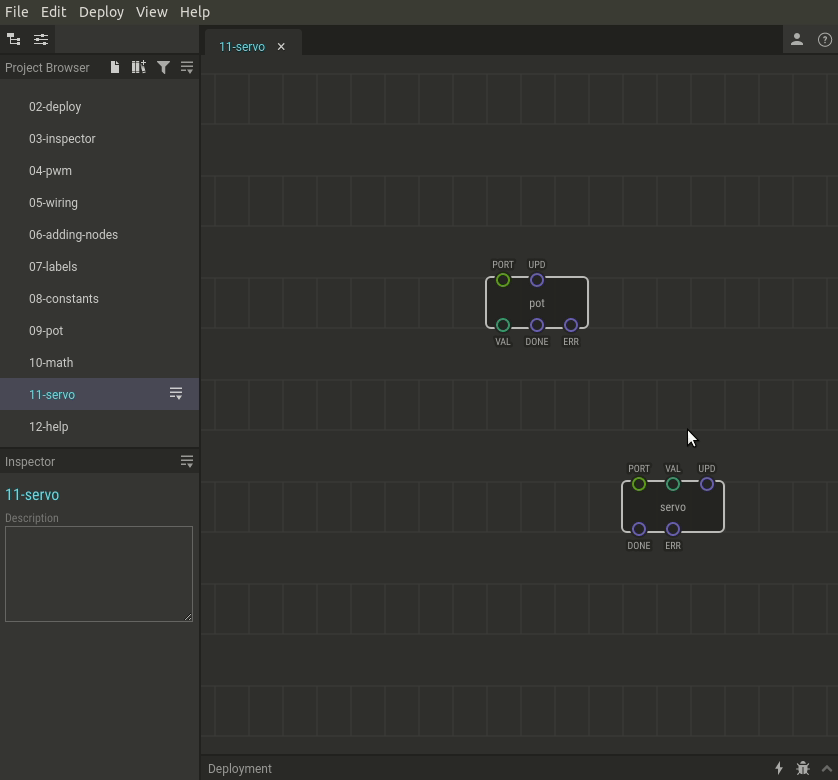 File Edit Deploy View Help
11-servo ×
Project Browser
02-deploy
03-inspector
04-pwm
05-wiring
06-adding-nodes
07-labels
08-constants
09-pot
10-math
11-servo
12-help
Inspector
11-servo
Description
PORT UPD
pot
VAL DONE ERR
PORT VAL UPD
servo
DONE ERR
Deployment